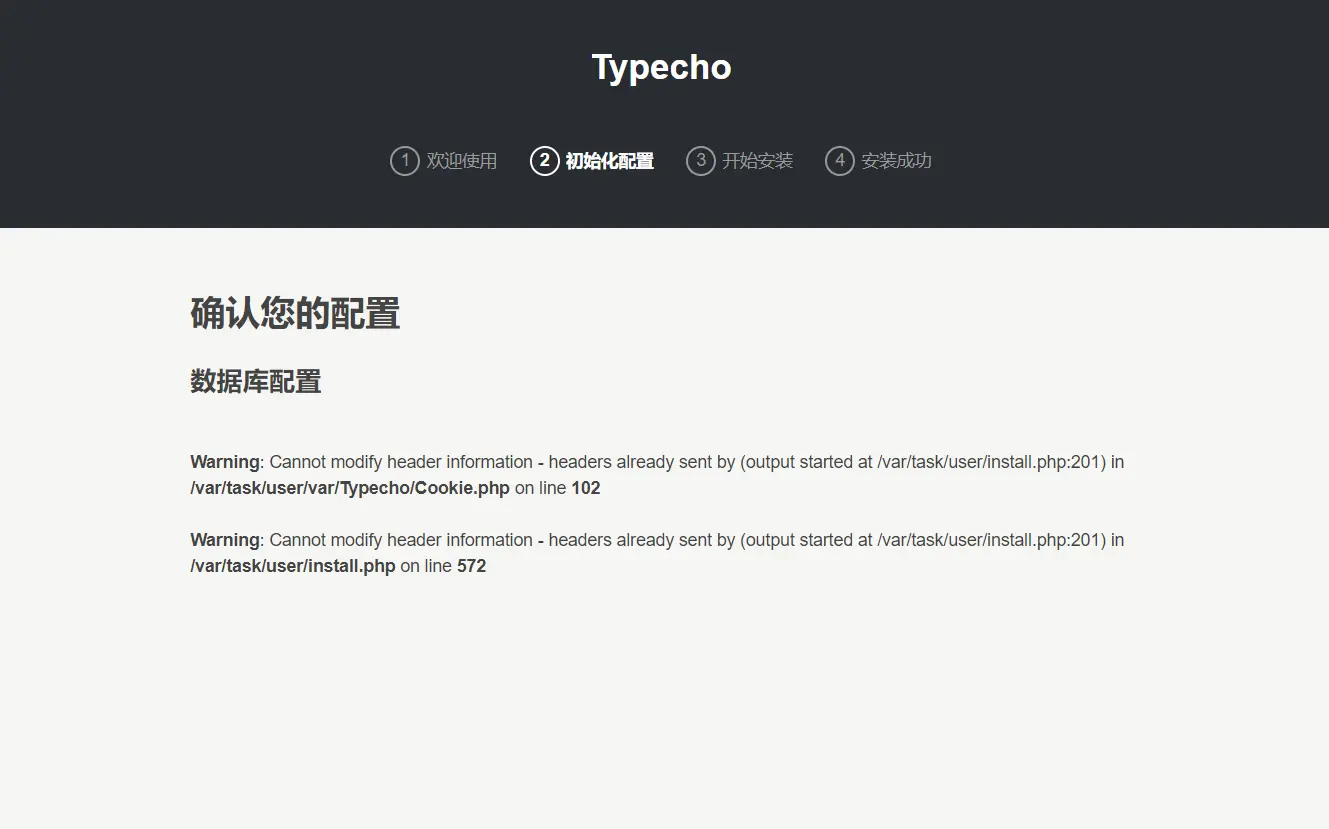 Typecho
1 欢迎使用 2 初始化配置 3 开始安装 4 安装成功
确认您的配置
数据库配置
Warning: Cannot modify header information - headers already sent by (output started at /var/task/user/install.php:201) in
/var/task/user/var/Typecho/Cookie.php on line 102
Warning: Cannot modify header information - headers already sent by (output started at /var/task/user/install.php:201) in
/var/task/user/install.php on line 572